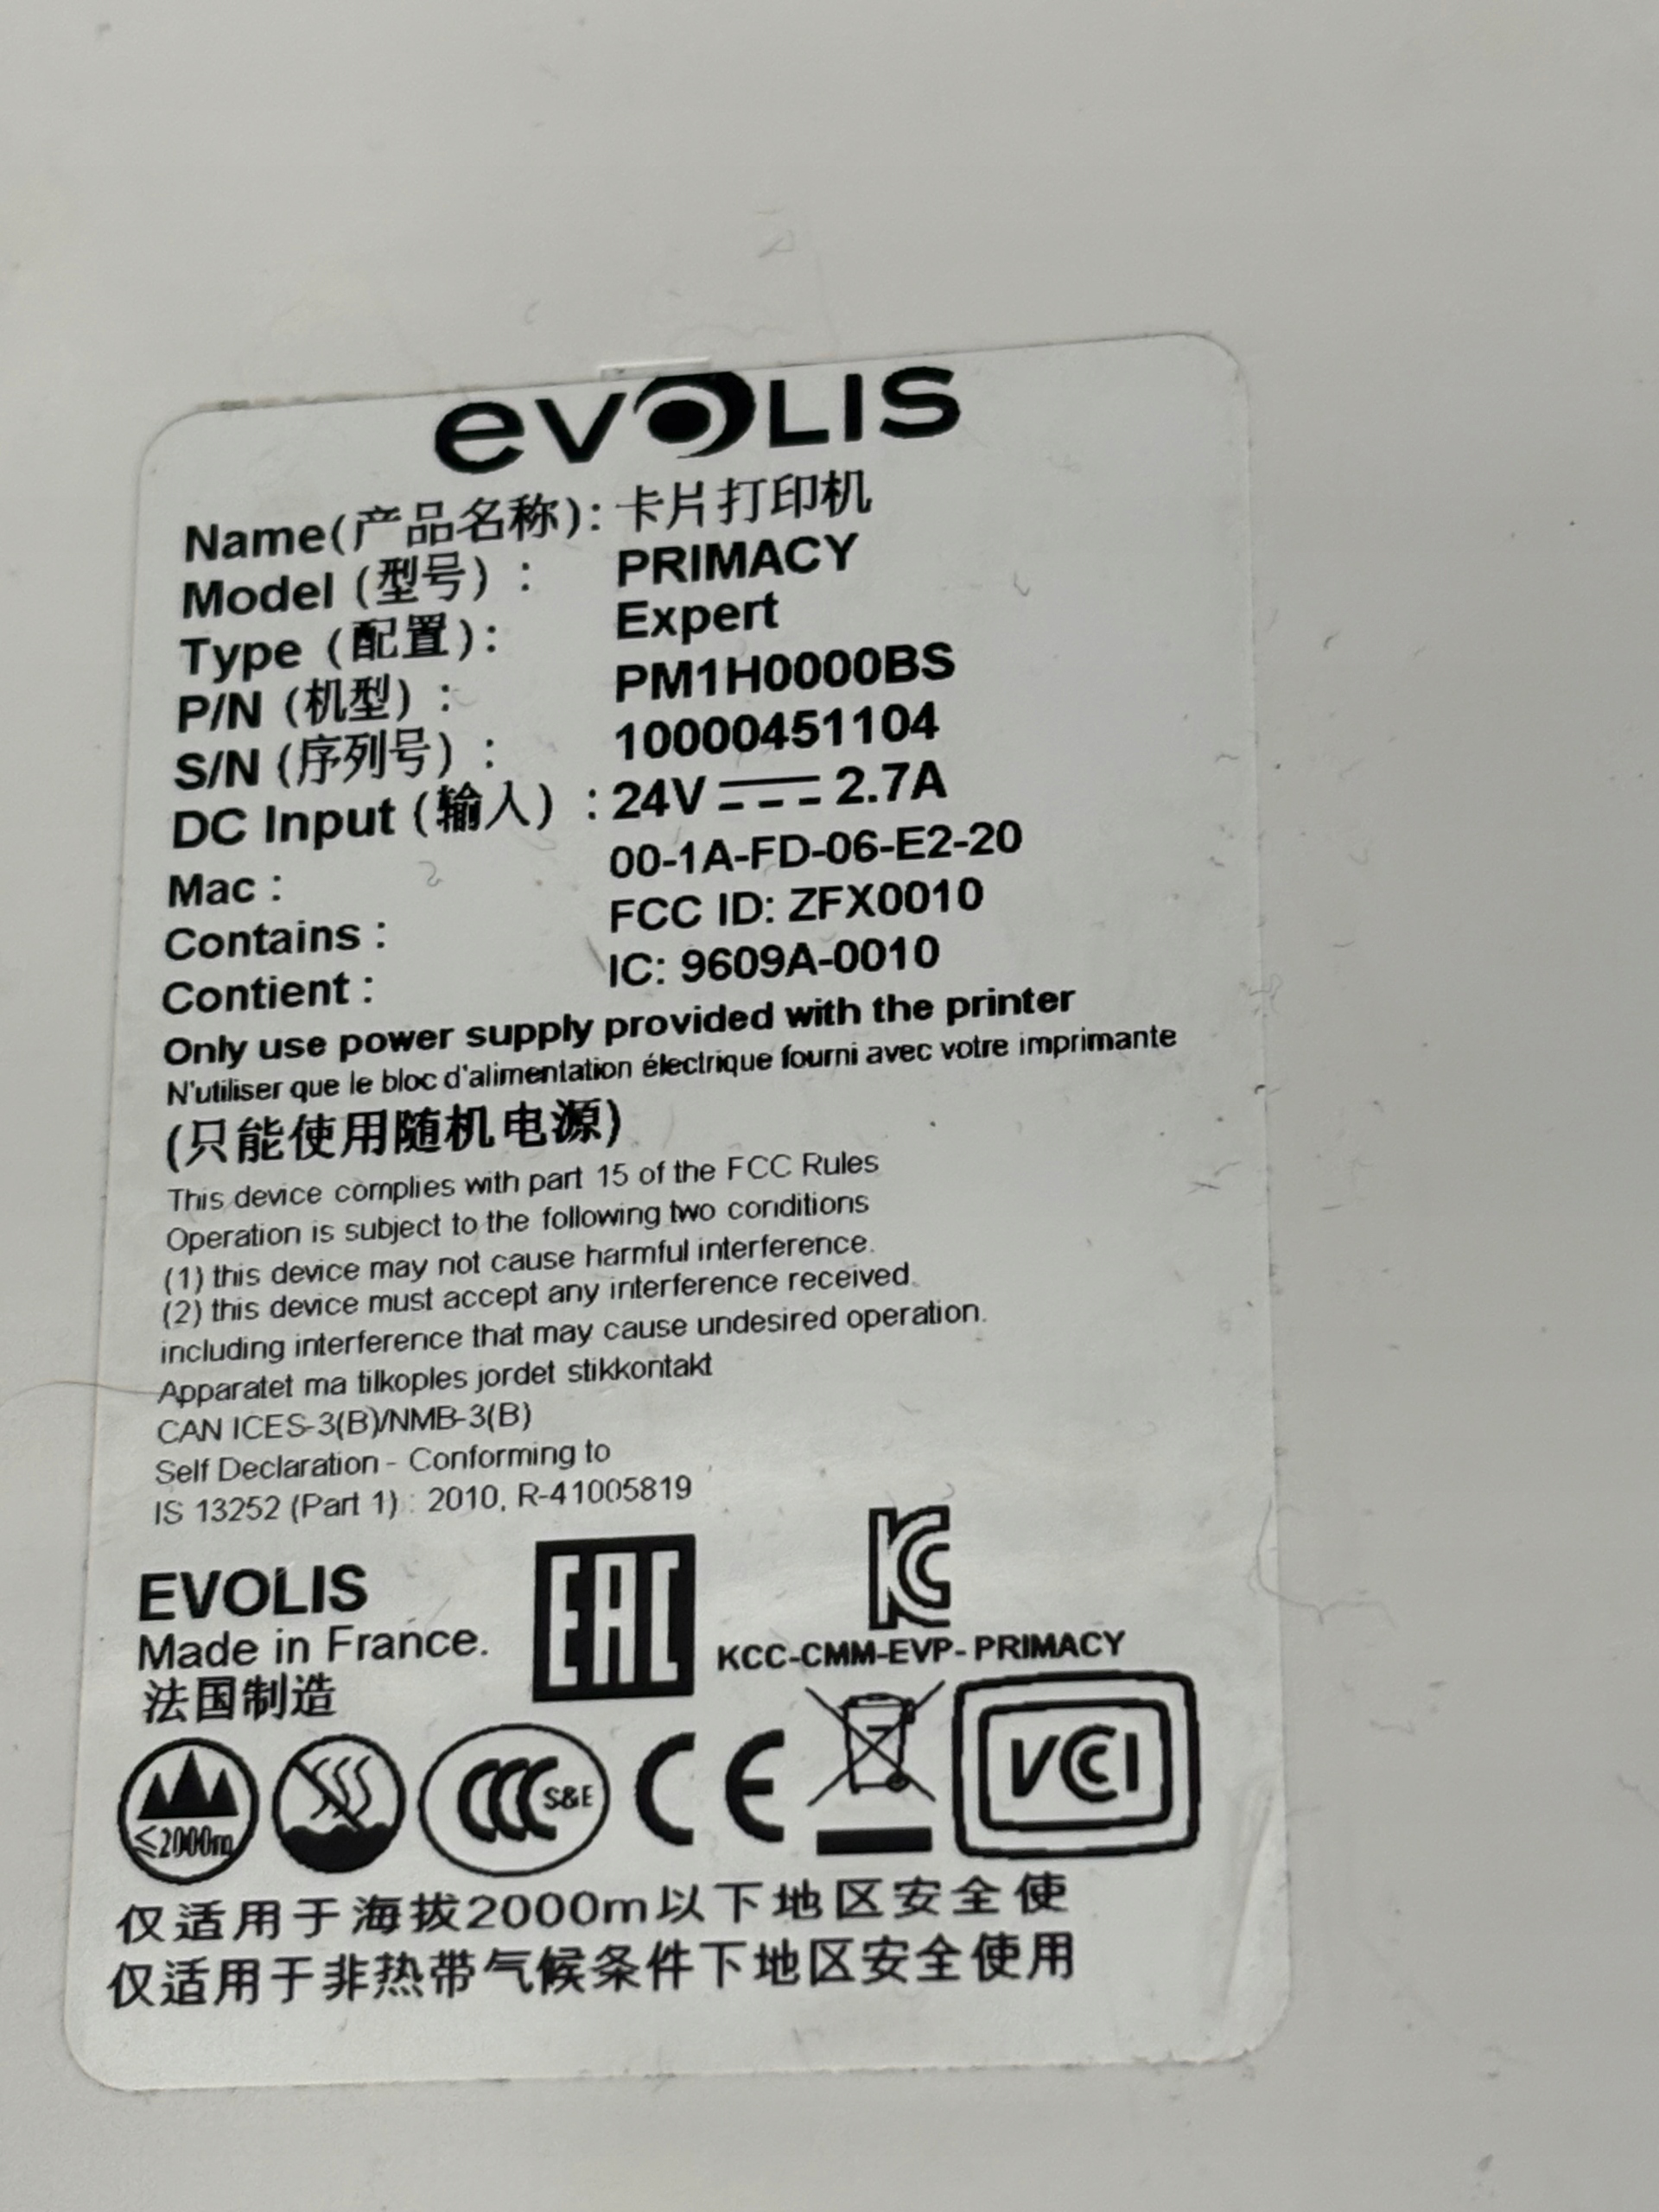 evoLIS
Name(产品名称): 卡片打印机
Model (型号) : PRIMACY
Type (配置): Expert
P/N (机型) : PM1H0000BS
S/N (序列号) : 10000451104
DC Input (输入) : 24V 2.7A
Mac : 00-1A-FD-06-E2-20
Contains : FCC ID: ZFX0010
Contient : IC: 9609A-0010
Only use power supply provided with the printer
N'utiliser que le bloc d'alimentation électrique fourni avec votre imprimante
(只能使用随机电源)
This device complies with part 15 of the FCC Rules
Operation is subject to the following two conditions
(1) this device may not cause harmful interference.
(2) this device must accept any interference received.
including interference that may cause undesired operation.
Apparatet ma tilkoples jordet stikkontakt
CAN ICES-3(B)/NMB-3(B)
Self Declaration - Conforming to
IS 13252 (Part 1) : 2010, R-41005819
EVOLIS
Made in France.
法国制造
EAC
KC
KCC-CMM-EVP- PRIMACY
≤2000m
CCC S&E
CE
VCCI
仅适用于海拔2000m以下地区安全使
仅适用于非热带气候条件下地区安全使用